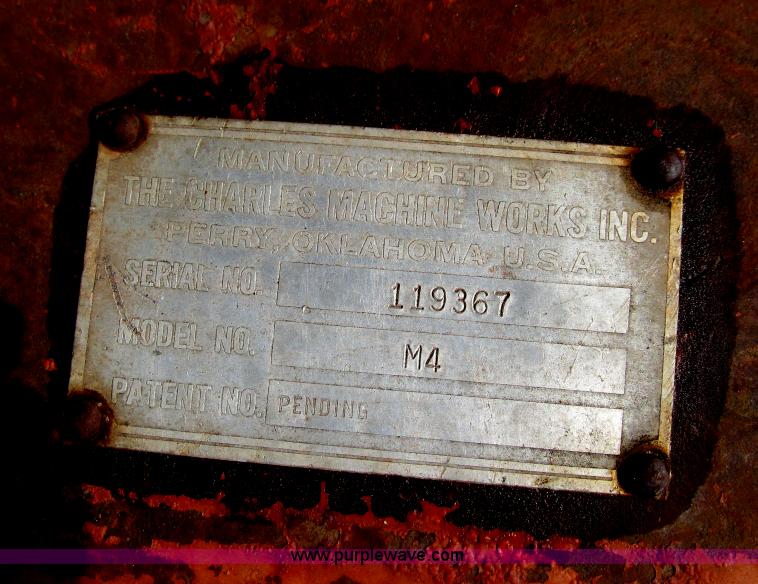 MANUFACTURED BY
THE CHARLES MACHINE WORKS INC.
PERRY, OKLAHOMA U.S.A.
SERIAL NO. 119367
MODEL NO. M4
PATENT NO. PENDING
www.purplewave.com